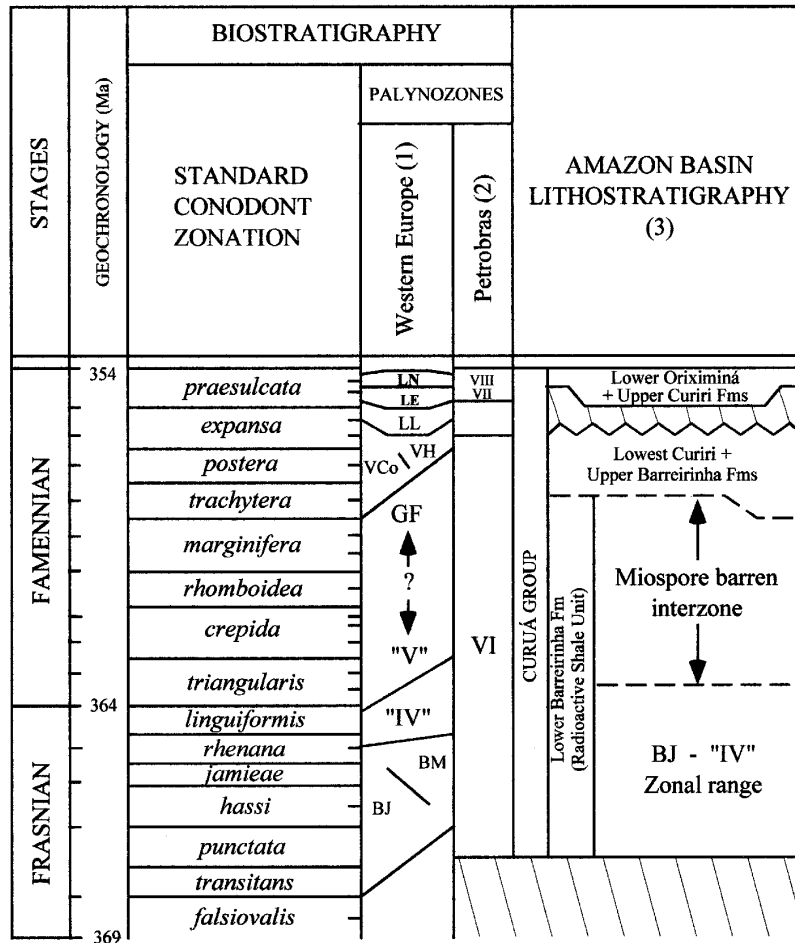 BIOSTRATIGRAPHY
STAGES
GEOCHRONOLOGY (Ma)
STANDARD
CONODONT
ZONATION
PALYNOZONES
Western Europe (1)
Petrobras (2)
AMAZON BASIN
LITHOSTRATIGRAPHY
(3)
FAMENNIAN
FRASNIAN
354
364
369
praesulcata
expansa
postera
trachytera
marginifera
rhomboidea
crepida
triangularis
linguiformis
rhenana
jamieae
hassi
punctata
transitans
falsiovalis
LN
LE
LL
VH
VCo
GF
?
"V"
"IV"
BM
BJ
VIII
VII
VI
CURUÁ GROUP
Lower Barreirinha Fm
(Radioactive Shale Unit)
Lower Oriximiná
+ Upper Curiri Fms
Lowest Curiri +
Upper Barreirinha Fms
Miospore barren
interzone
BJ - "IV"
Zonal range